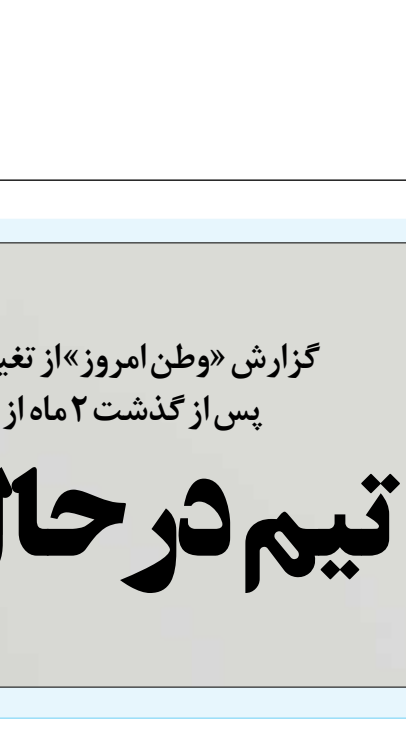 گزارش «وطن امروز» از
پس از گذشت ۲ ماه از
تیم در